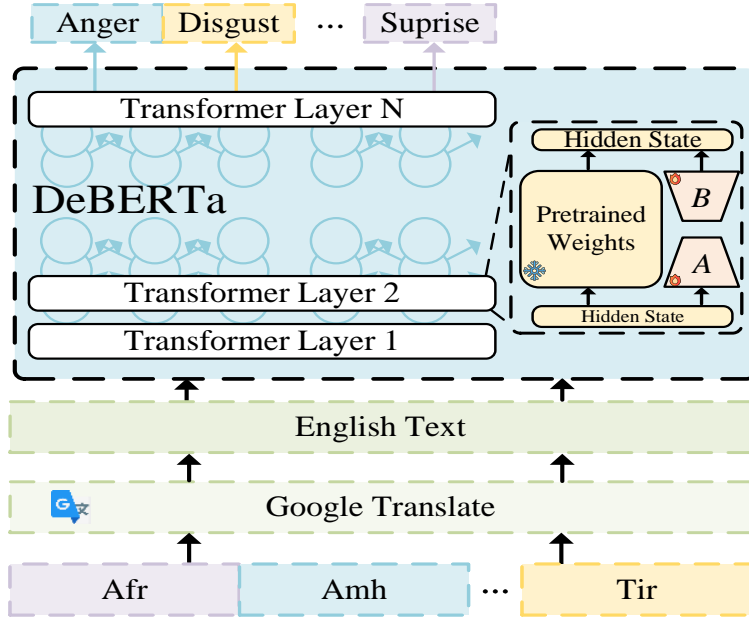 Anger Disgust ... Suprise
Transformer Layer N
DeBERTa
Transformer Layer 2
Transformer Layer 1
Hidden State
Pretrained
Weights
B
A
Hidden State
English Text
G 文
Google Translate
Afr Amh ... Tir